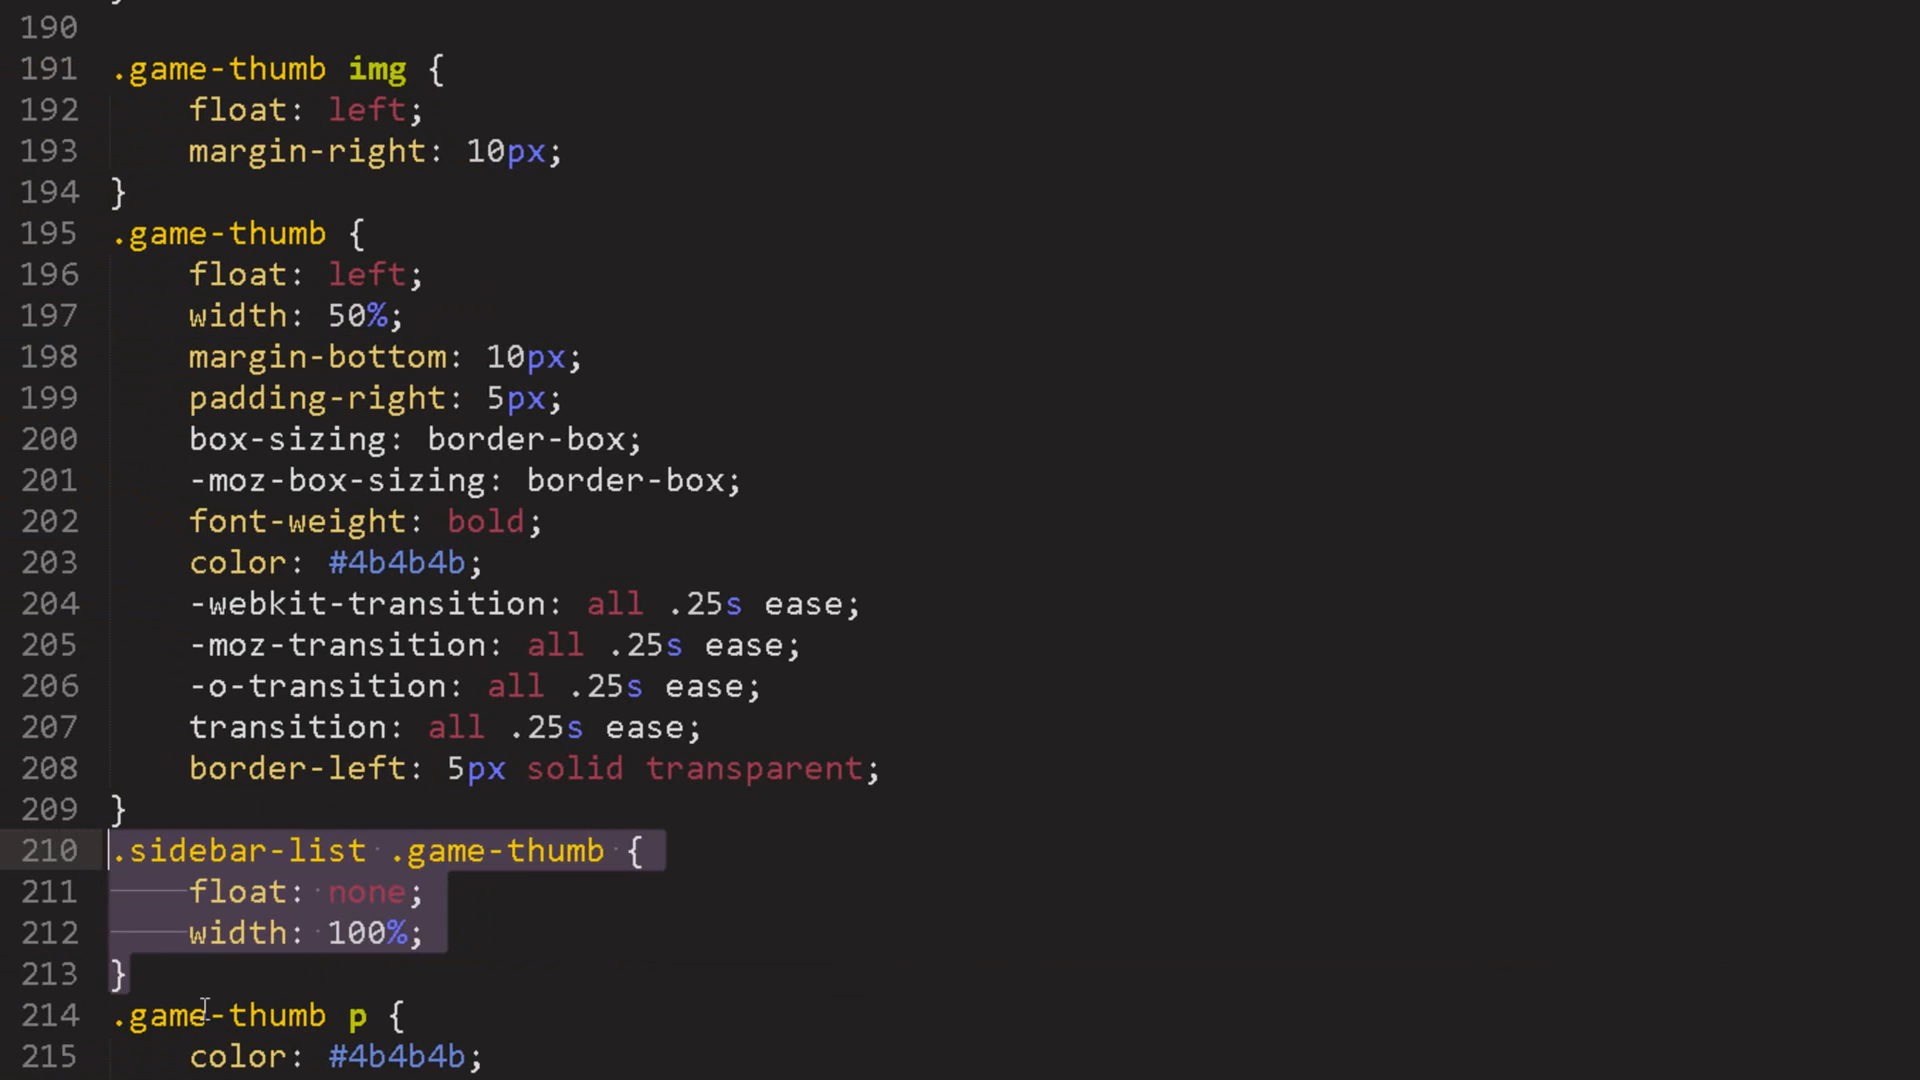 190
191 .game-thumb img {
192 float: left;
193 margin-right: 10px;
194 }
195 .game-thumb {
196 float: left;
197 width: 50%;
198 margin-bottom: 10px;
199 padding-right: 5px;
200 box-sizing: border-box;
201 -moz-box-sizing: border-box;
202 font-weight: bold;
203 color: #4b4b4b;
204 -webkit-transition: all .25s ease;
205 -moz-transition: all .25s ease;
206 -o-transition: all .25s ease;
207 transition: all .25s ease;
208 border-left: 5px solid transparent;
209 }
210 .sidebar-list .game-thumb {
211 float: none;
212 width: 100%;
213 }
214 .game-thumb p {
215 color: #4b4b4b;